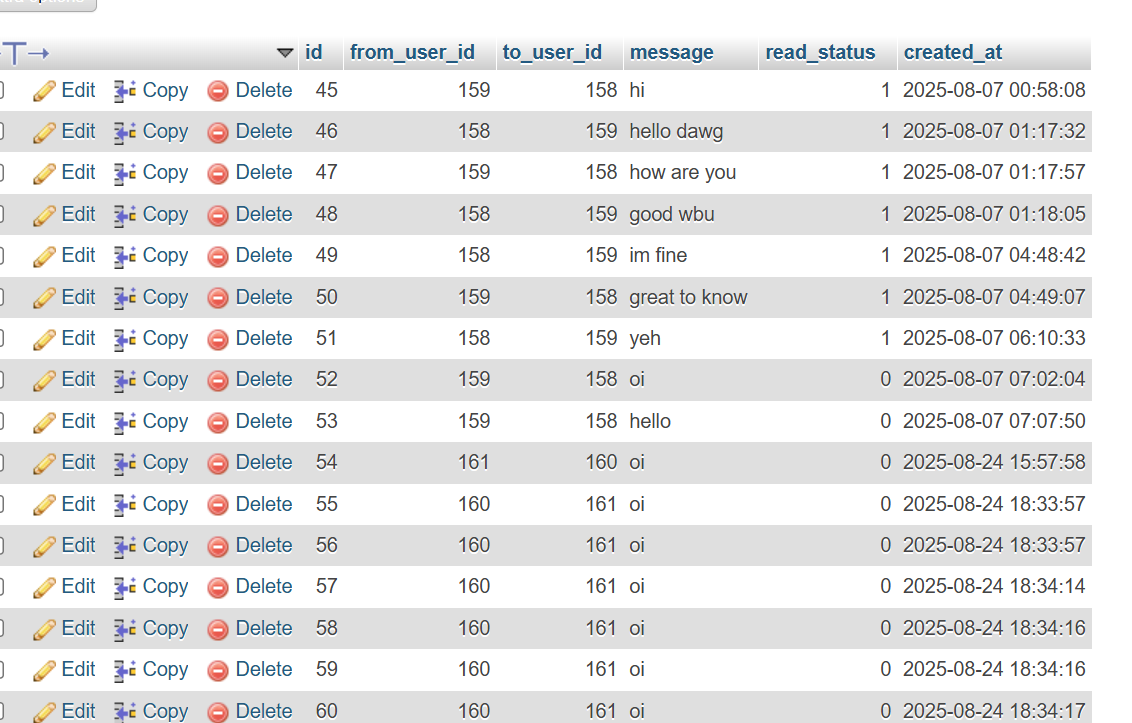 id from_user_id to_user_id message read_status created_at
Edit Copy Delete 45 159 158 hi 1 2025-08-07 00:58:08
Edit Copy Delete 46 158 159 hello dawg 1 2025-08-07 01:17:32
Edit Copy Delete 47 159 158 how are you 1 2025-08-07 01:17:57
Edit Copy Delete 48 158 159 good wbu 1 2025-08-07 01:18:05
Edit Copy Delete 49 158 159 im fine 1 2025-08-07 04:48:42
Edit Copy Delete 50 159 158 great to know 1 2025-08-07 04:49:07
Edit Copy Delete 51 158 159 yeh 1 2025-08-07 06:10:33
Edit Copy Delete 52 159 158 oi 0 2025-08-07 07:02:04
Edit Copy Delete 53 159 158 hello 0 2025-08-07 07:07:50
Edit Copy Delete 54 161 160 oi 0 2025-08-24 15:57:58
Edit Copy Delete 55 160 161 oi 0 2025-08-24 18:33:57
Edit Copy Delete 56 160 161 oi 0 2025-08-24 18:33:57
Edit Copy Delete 57 160 161 oi 0 2025-08-24 18:34:14
Edit Copy Delete 58 160 161 oi 0 2025-08-24 18:34:16
Edit Copy Delete 59 160 161 oi 0 2025-08-24 18:34:16
Edit Copy Delete 60 160 161 oi 0 2025-08-24 18:34:17